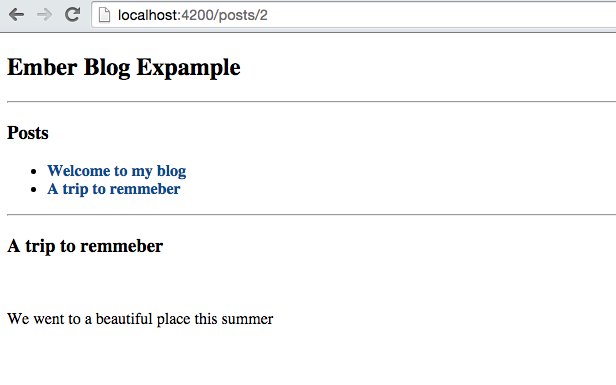 localhost:4200/posts/2
Ember Blog Expample
Posts
Welcome to my blog
A trip to remmeber
A trip to remmeber
We went to a beautiful place this summer